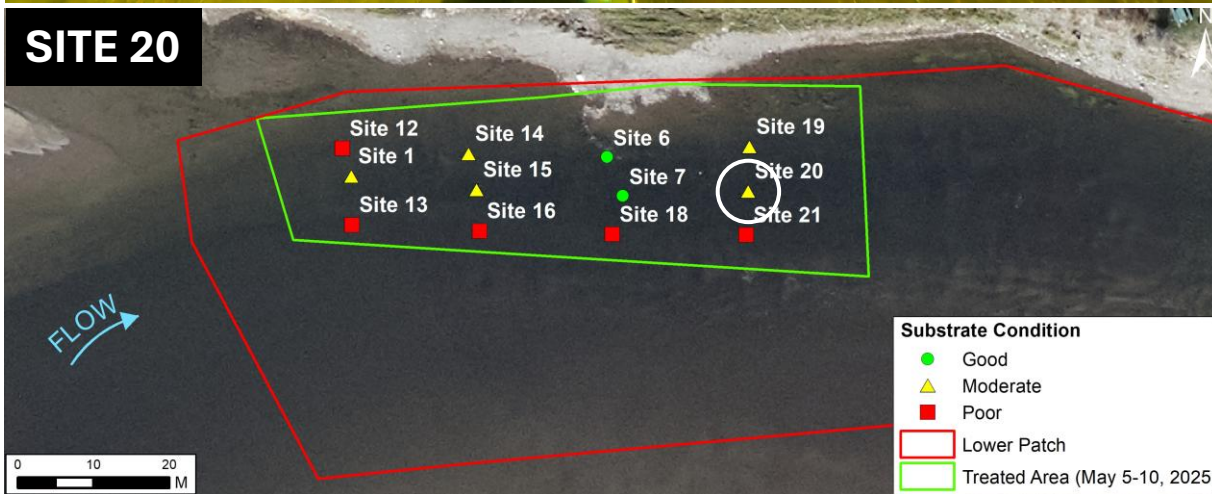 SITE 20
N
Site 12
Site 14
Site 6
Site 19
Site 1
Site 15
Site 7
Site 20
Site 13
Site 16
Site 18
Site 21
FLOW
Substrate Condition
Good
Moderate
Poor
Lower Patch
Treated Area (May 5-10, 2025
0 10 20
M